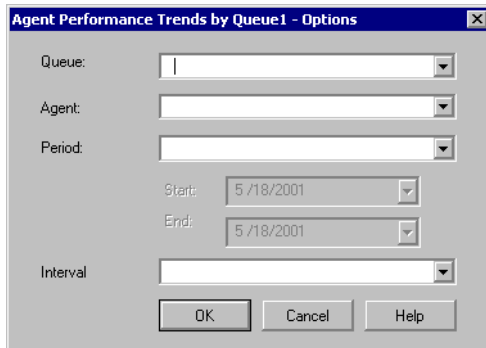 Agent Performance Trends by Queue1 - Options
Queue:
Agent:
Period:
Start: 5 /18/2001
End: 5 /18/2001
Interval
OK Cancel Help